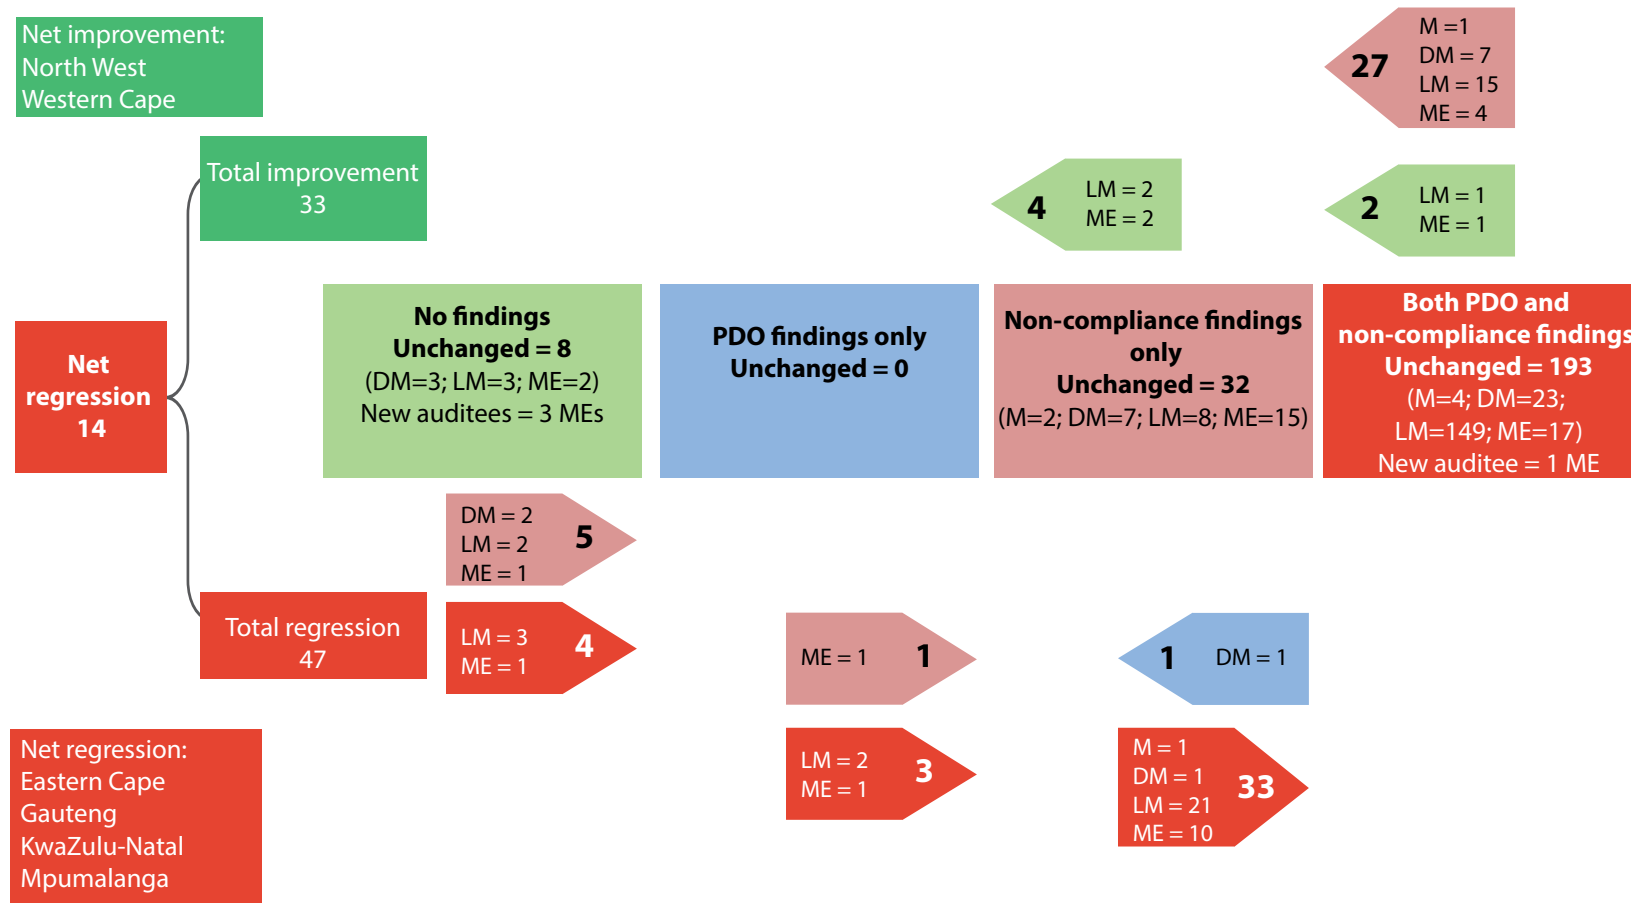 Net improvement:
North West
Western Cape
27
M =1
DM = 7
LM = 15
ME = 4
Total improvement
33
4
LM = 2
ME = 2
2
LM = 1
ME = 1
Net
regression
14
No findings
Unchanged = 8
(DM=3; LM=3; ME=2)
New auditees = 3 MEs
PDO findings only
Unchanged = 0
Non-compliance findings
only
Unchanged = 32
(M=2; DM=7; LM=8; ME=15)
Both PDO and
non-compliance findings
Unchanged = 193
(M=4; DM=23;
LM=149; ME=17)
New auditee = 1 ME
DM = 2
LM = 2
ME = 1
5
Total regression
47
LM = 3
ME = 1
4
ME = 1
1
1
DM = 1
LM = 2
ME = 1
3
M = 1
DM = 1
LM = 21
ME = 10
33
Net regression:
Eastern Cape
Gauteng
KwaZulu-Natal
Mpumalanga